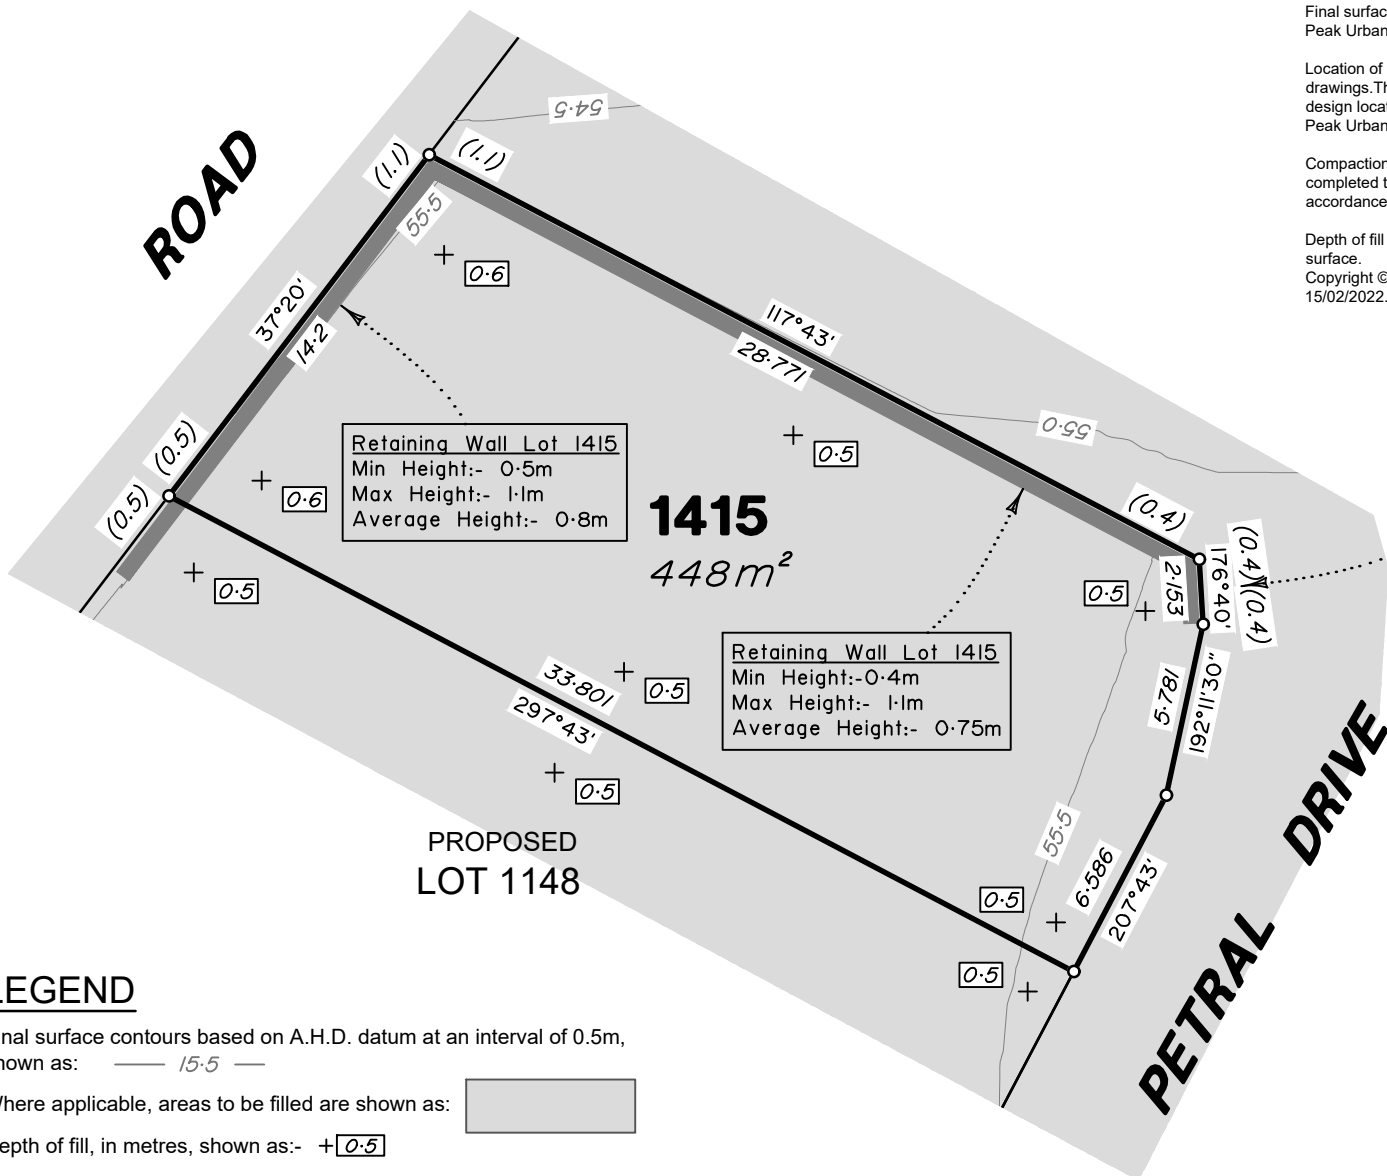 Final surfac
Peak Urban
Location of
drawings.Th
design locat
Peak Urban
Compaction
completed t
accordance
Depth of fill
surface.
Copyright ©
15/02/2022.
54·5
ROAD
(1.1)
(1.1)
55·5
0·6
37°20'
14·2
117°43'
28·771
Retaining Wall Lot 1415
Min Height:- 0·5m
Max Height:- 1·1m
Average Height:- 0·8m
0·5
55·0
(0.5)
(0.5)
0·6
1415
448m²
(0.4)
(0.4)
(0.4)
176°40'
2·153
0·5
0·5
Retaining Wall Lot 1415
Min Height:-0·4m
Max Height:- 1·1m
Average Height:- 0·75m
33·801
297°43'
0·5
0·5
5·781
192°11'30"
55·5
6·586
207°43'
PROPOSED
LOT 1148
0·5
0·5
PETRAL DRIVE
LEGEND
inal surface contours based on A.H.D. datum at an interval of 0.5m,
hown as: 15·5
Where applicable, areas to be filled are shown as:
epth of fill, in metres, shown as:- + 0·5